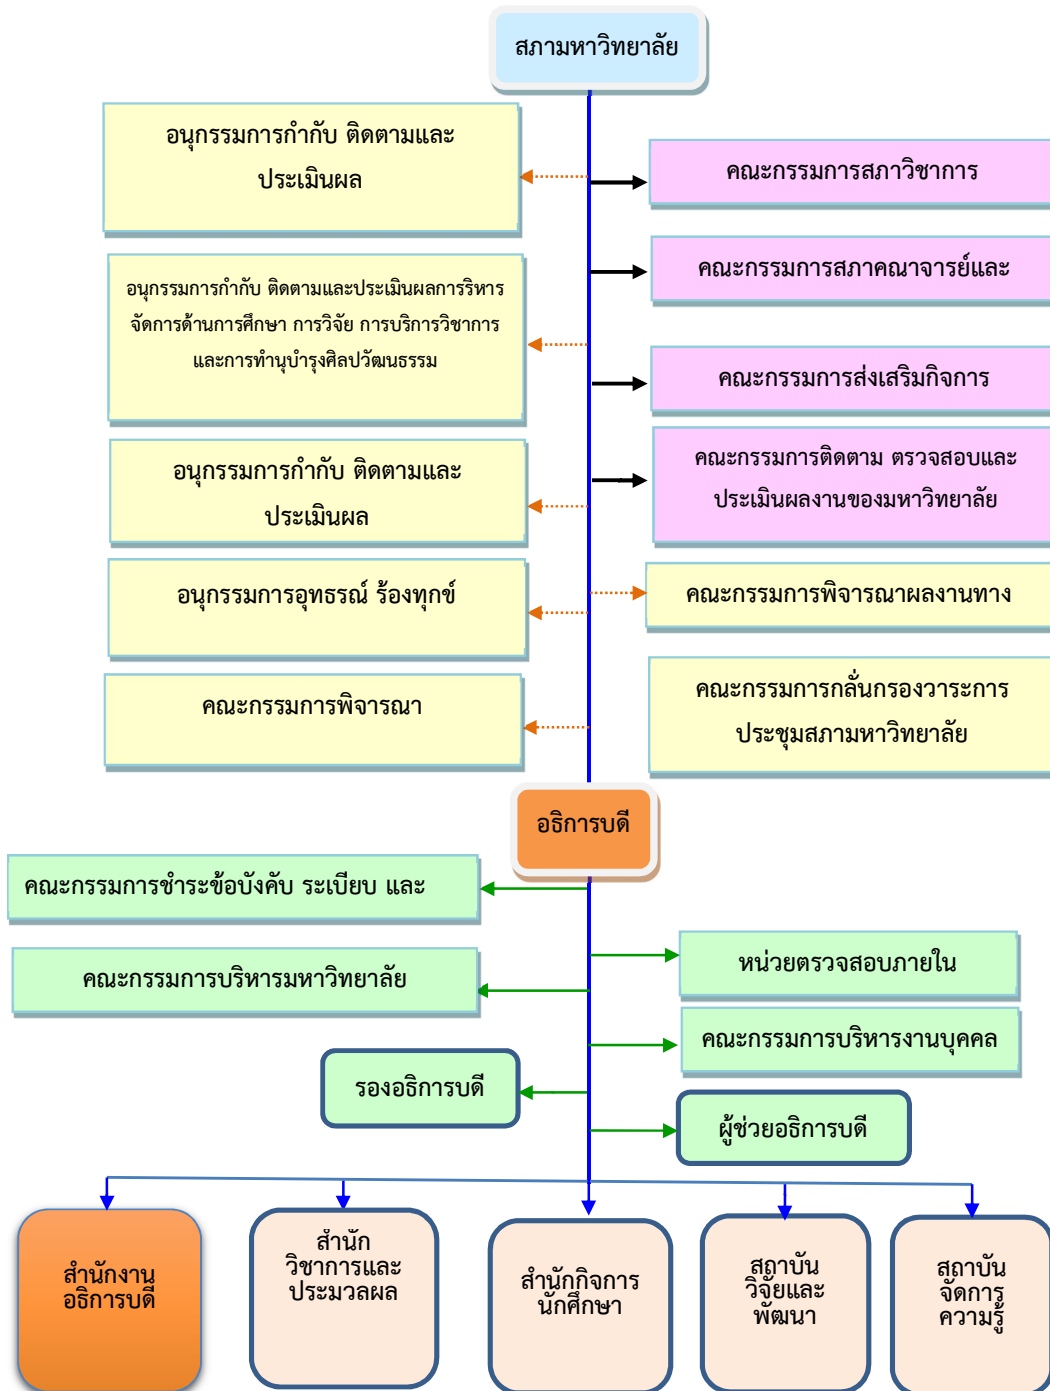 สภามหาวิทยาลัย
อนุกรรมการกำกับ ติดตามและ
ประเมินผล
คณะกรรมการสภาวิชาการ
คณะกรรมการสภาคณาจารย์และ
อนุกรรมการกำกับ ติดตามและประเมินผลการริหาร
จัดการด้านการศึกษา การวิจัย การบริการวิชาการ
และการทำนุบำรุงศิลปวัฒนธรรม
คณะกรรมการส่งเสริมกิจการ
อนุกรรมการกำกับ ติดตามและ
ประเมินผล
คณะกรรมการติดตาม ตรวจสอบและ
ประเมินผลงานของมหาวิทยาลัย
อนุกรรมการอุทธรณ์ ร้องทุกข์
คณะกรรมการพิจารณาผลงานทาง
คณะกรรมการพิจารณา
คณะกรรมการกลั่นกรองวาระการ
ประชุมสภามหาวิทยาลัย
อธิการบดี
คณะกรรมการชำระข้อบังคับ ระเบียบ และ
หน่วยตรวจสอบภายใน
คณะกรรมการบริหารมหาวิทยาลัย
คณะกรรมการบริหารงานบุคคล
รองอธิการบดี
ผู้ช่วยอธิการบดี
สำนักงาน
อธิการบดี
สำนัก
วิชาการและ
ประมวลผล
สำนักกิจการ
นักศึกษา
สถาบัน
วิจัยและ
พัฒนา
สถาบัน
จัดการ
ความรู้